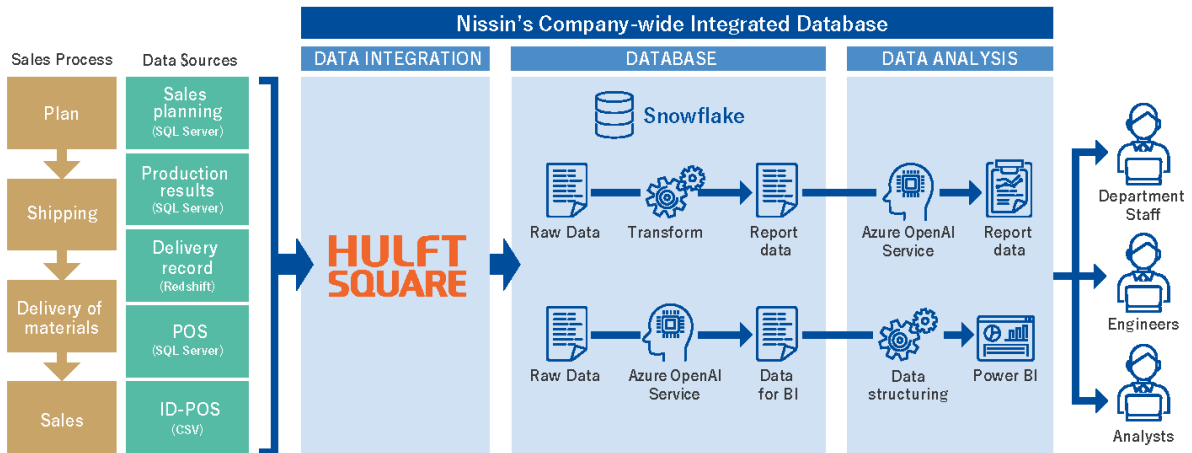 Nissin's Company-wide Integrated Database
Sales Process
Data Sources
DATA INTEGRATION
DATABASE
DATA ANALYSIS
Plan
Shipping
Delivery of
materials
Sales
Sales
planning
(SQL Server)
Production
results
(SQL Server)
Delivery
record
(Redshift)
POS
(SQL Server)
ID-POS
(CSV)
HULFT
SQUARE
Snowflake
Raw Data
Transform
Report
data
Azure OpenAI
Service
Report
data
Raw Data
Azure OpenAI
Service
Data
for BI
Data
structuring
Power BI
Department
Staff
Engineers
Analysts